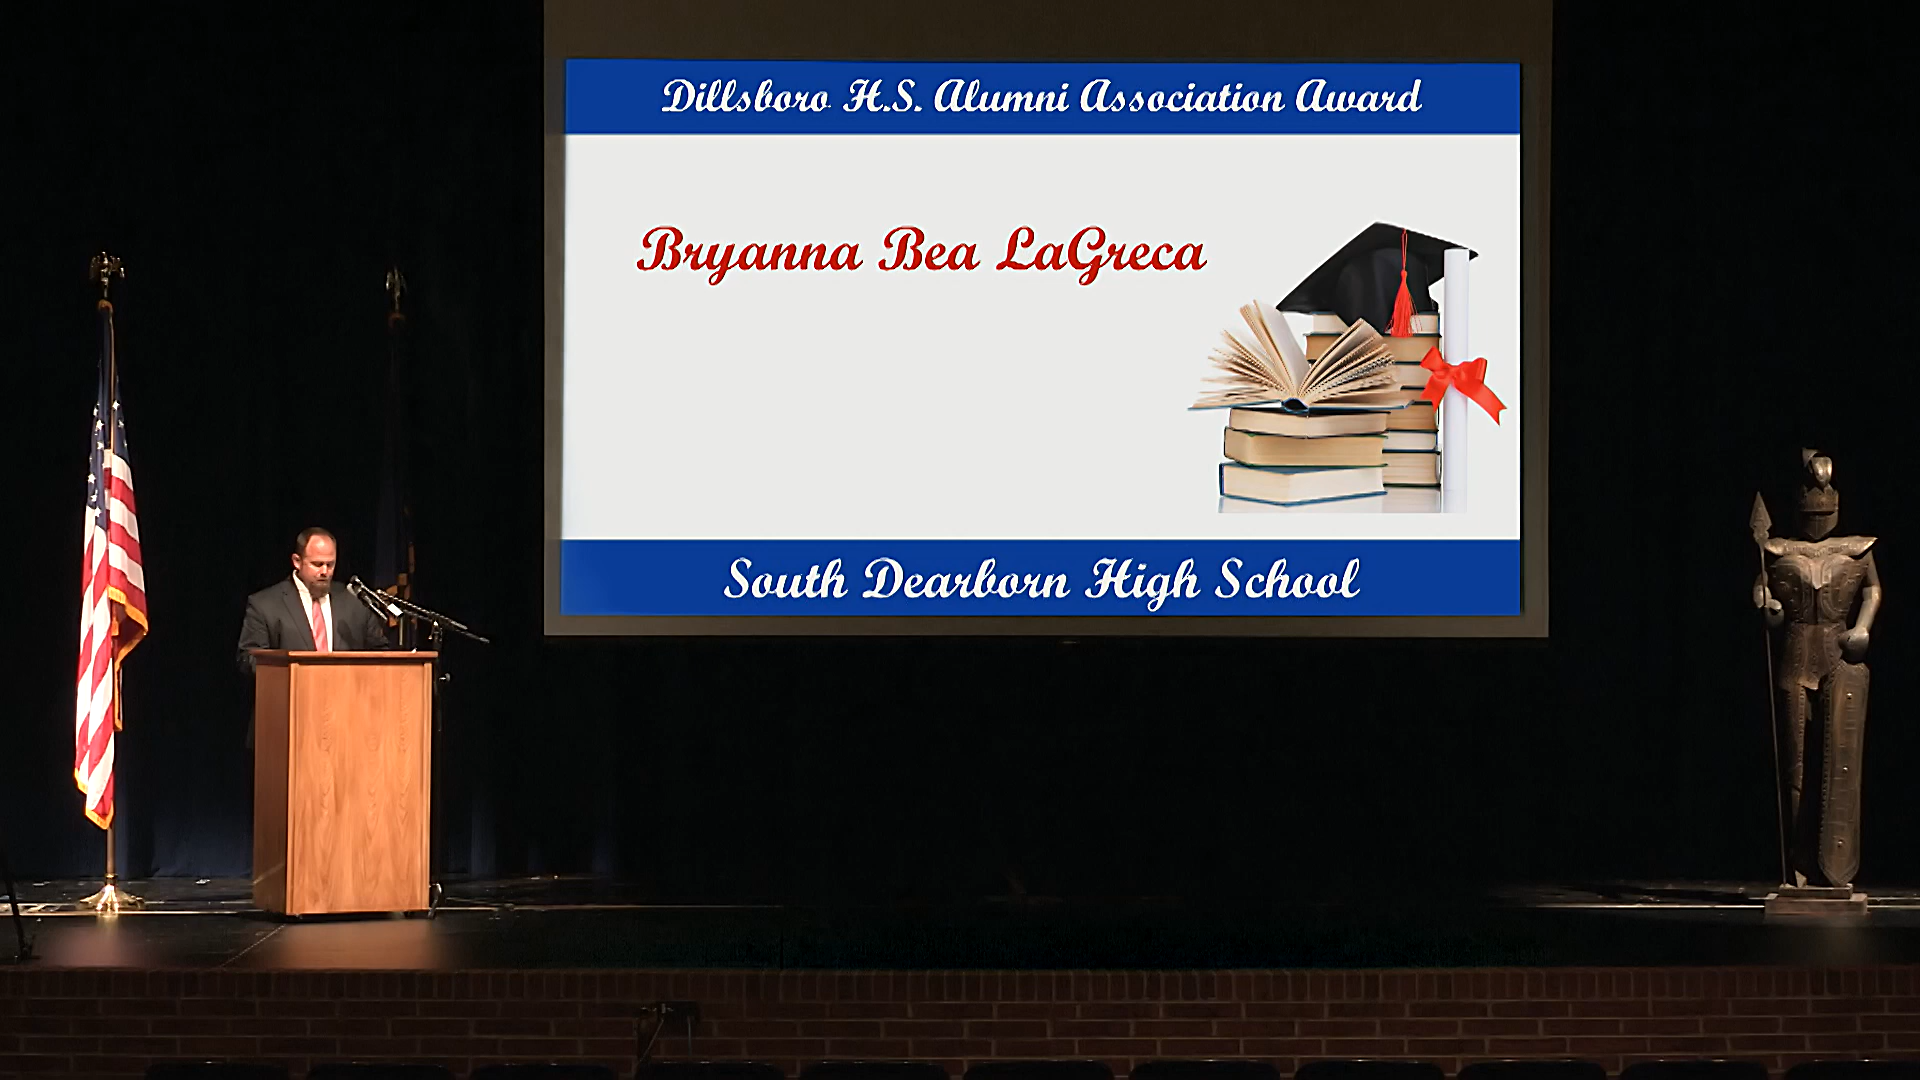 Dillsboro H.S. Alumni Association Award
Bryanna Bea LaGreca
South Dearborn High School